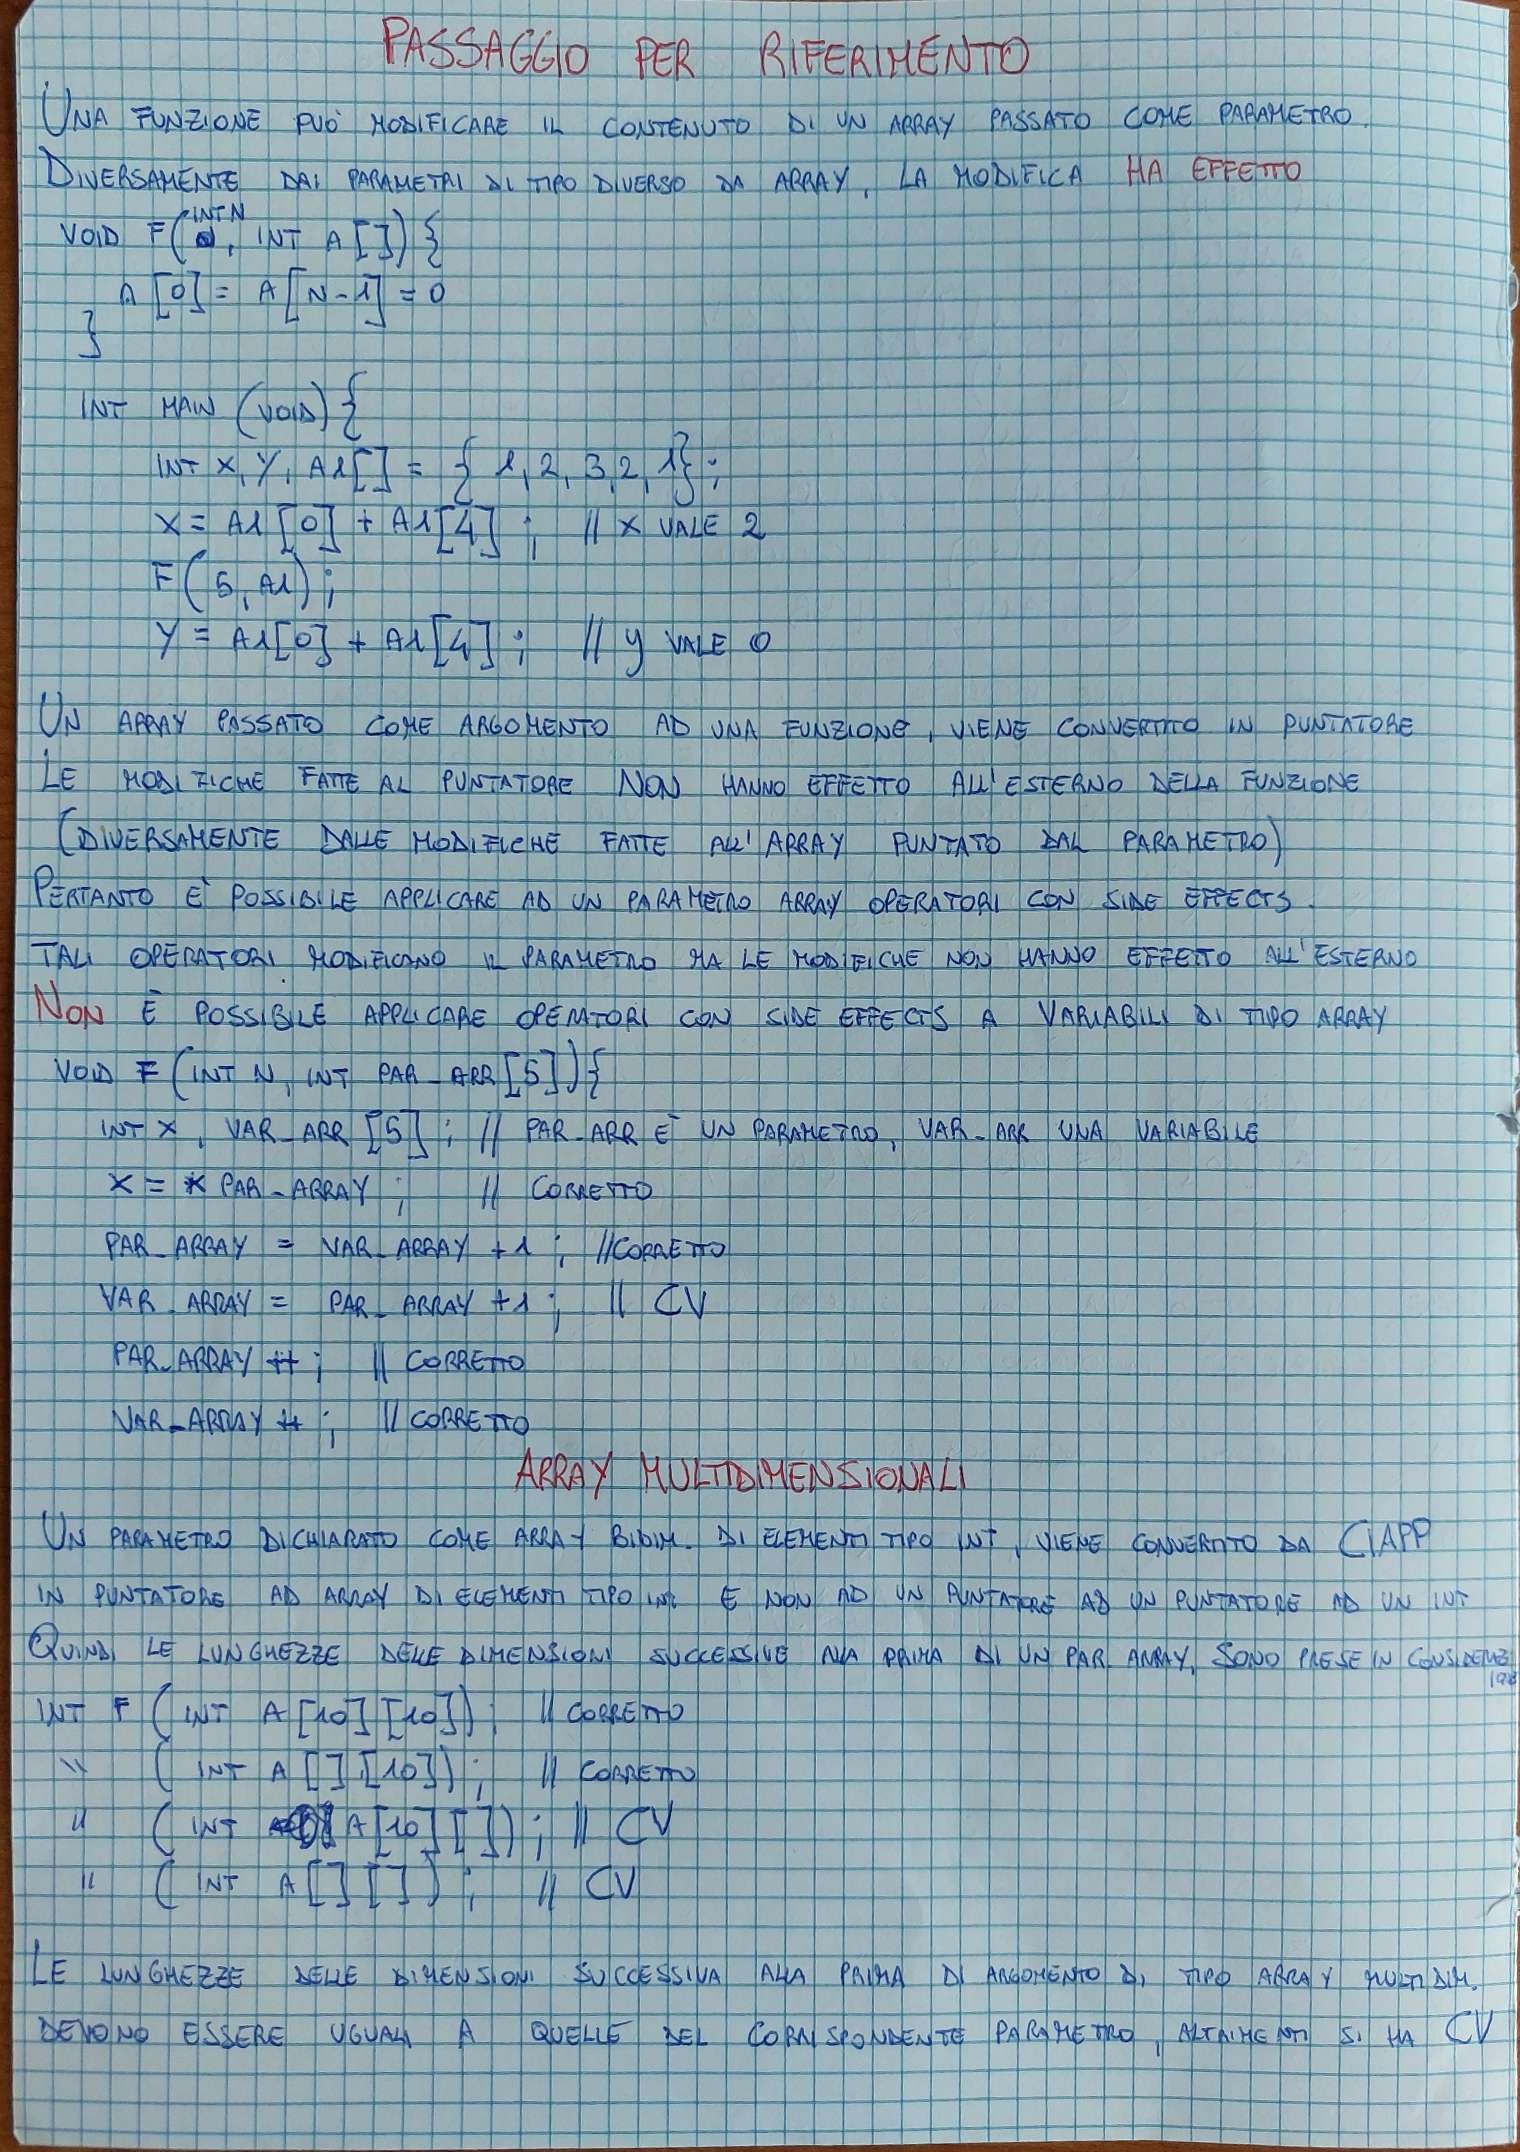 PASSAGGIO PER RIFERIMENTO
UNA FUNZIONE PUÒ MODIFICARE IL CONTENUTO DI UN ARRAY PASSATO COME PARAMETRO.
DIVERSAMENTE DAI PARAMETRI DI TIPO DIVERSO DA ARRAY, LA MODIFICA HA EFFETTO
VOID F(INT N, INT A[]){
A[0] = A[N-1] = 0
}
INT MAIN (VOID){
INT X, Y, A1[] = {1, 2, 3, 2, 1};
X = A1[0] + A1[4]; // X VALE 2
F(5, A1);
Y = A1[0] + A1[4]; // y VALE 0
UN ARRAY PASSATO COME ARGOMENTO AD UNA FUNZIONE, VIENE CONVERTITO IN PUNTATORE
LE MODIFICHE FATTE AL PUNTATORE NON HANNO EFFETTO ALL'ESTERNO DELLA FUNZIONE
(DIVERSAMENTE DALLE MODIFICHE FATTE ALL'ARRAY PUNTATO DAL PARAMETRO)
PERTANTO È POSSIBILE APPLICARE AD UN PARAMETRO ARRAY OPERATORI CON SIDE EFFECTS.
TALI OPERATORI MODIFICANO IL PARAMETRO MA LE MODIFICHE NON HANNO EFFETTO ALL'ESTERNO
NON È POSSIBILE APPLICARE OPERATORI CON SIDE EFFECTS A VARIABILI DI TIPO ARRAY
VOID F(INT N, INT PAR_ARR[5]){
INT X, VAR_ARR[5]; // PAR_ARR È UN PARAMETRO, VAR_ARR UNA VARIABILE
X = * PAR_ARRAY; // CORRETTO
PAR_ARRAY = VAR_ARRAY +1; //CORRETTO
VAR_ARRAY = PAR_ARRAY +1; // CV
PAR_ARRAY ++; // CORRETTO
VAR_ARRAY ++; // CORRETTO
ARRAY MULTIDIMENSIONALI
UN PARAMETRO DICHIARATO COME ARRAY BIDIM. DI ELEMENTI TIPO INT, VIENE CONVERTITO DA CIAPP
IN PUNTATORE AD ARRAY DI ELEMENTI TIPO INT E NON AD UN PUNTATORE AD UN PUNTATORE AD UN INT
QUINDI LE LUNGHEZZE DELLE DIMENSIONI SUCCESSIVE ALLA PRIMA DI UN PAR. ARRAY, SONO PRESE IN CONSIDERAZIONE
INT F (INT A[10][10]); // CORRETTO
" (INT A[][10]); // CORRETTO
" (INT A[10][]); // CV
" (INT A[][]); // CV
LE LUNGHEZZE DELLE DIMENSIONI SUCCESSIVA ALLA PRIMA DI ARGOMENTO DI TIPO ARRAY MULTIDIM.
DEVONO ESSERE UGUALI A QUELLE DEL CORRISPONDENTE PARAMETRO, ALTRIMENTI SI HA CV